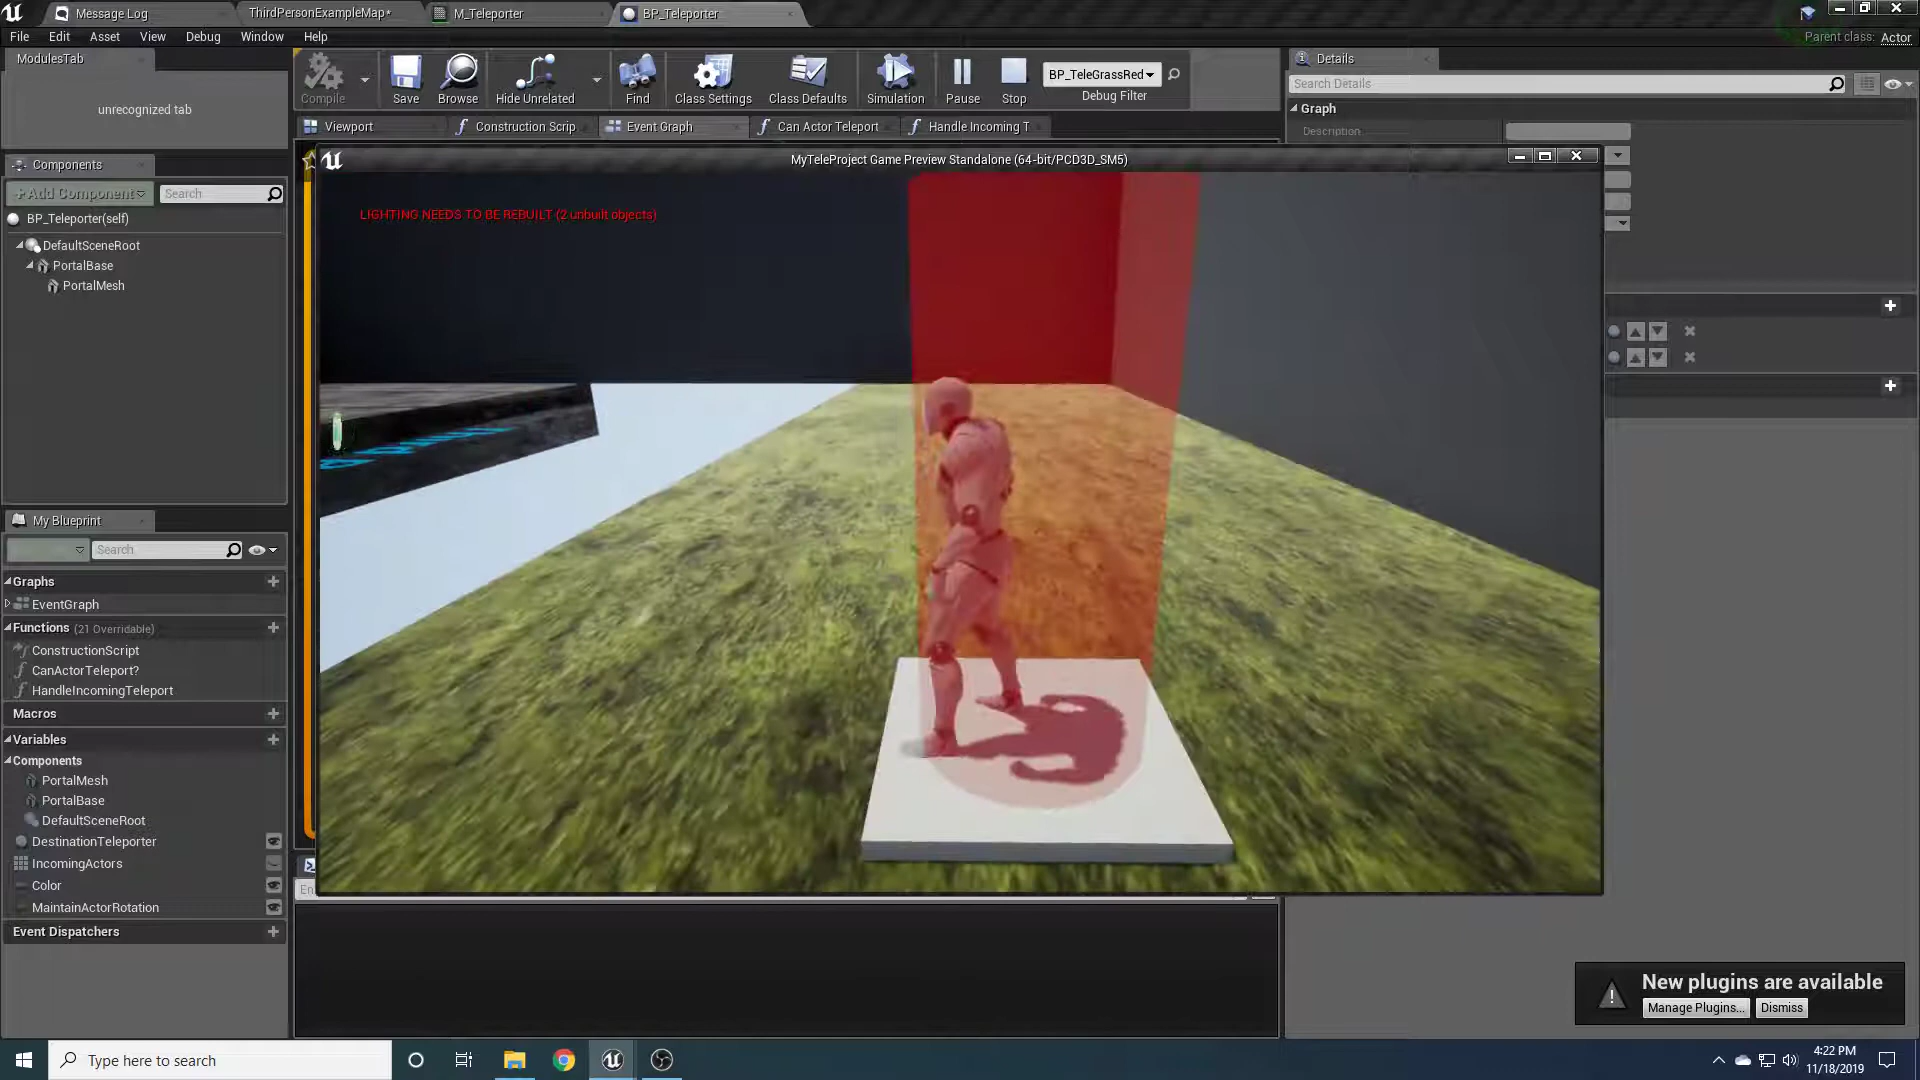 Message Log
ThirdPersonExampleMap*
M_Teleporter
BP_Teleporter
File
Edit
Asset
View
Debug
Window
Help
Parent class: Actor
ModulesTab
unrecognized tab
Compile
Save
Browse
Hide Unrelated
Find
Class Settings
Class Defaults
Simulation
Pause
Stop
BP_TeleGrassRed
Debug Filter
Details
Search Details
Graph
Description
Viewport
Construction Scrip
Event Graph
Can Actor Teleport
Handle Incoming T
Components
+Add Component
Search
BP_Teleporter(self)
DefaultSceneRoot
PortalBase
PortalMesh
MyTeleProject Game Preview Standalone (64-bit/PCD3D_SM5)
LIGHTING NEEDS TO BE REBUILT (2 unbuilt objects)
My Blueprint
Search
Graphs
EventGraph
Functions (21 Overridable)
ConstructionScript
CanActorTeleport?
HandleIncomingTeleport
Macros
Variables
Components
PortalMesh
PortalBase
DefaultSceneRoot
DestinationTeleporter
IncomingActors
Color
MaintainActorRotation
Event Dispatchers
En
New plugins are available
Manage Plugins...
Dismiss
Type here to search
4:22 PM
11/18/2019